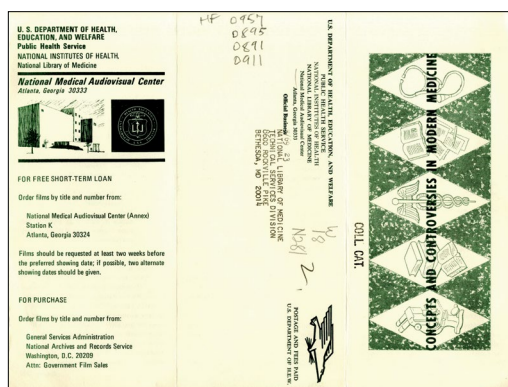 U. S. DEPARTMENT OF HEALTH,
EDUCATION, AND WELFARE
Public Health Service
NATIONAL INSTITUTES OF HEALTH,
National Library of Medicine
National Medical Audiovisual Center
Atlanta, Georgia 30333
FOR FREE SHORT-TERM LOAN
Order films by title and number from:
National Medical Audiovisual Center (Annex)
Station K
Atlanta, Georgia 30324
Films should be requested at least two weeks before
the preferred showing date; if possible, two alternate
showing dates should be given.
FOR PURCHASE
Order films by title and number from:
General Services Administration
National Archives and Records Service
Washington, D.C. 20209
Attn: Government Film Sales
HF 0957
0895
0891
0911
U.S. DEPARTMENT OF HEALTH, EDUCATION, AND WELFARE
PUBLIC HEALTH SERVICE
NATIONAL INSTITUTES OF HEALTH
NATIONAL LIBRARY OF MEDICINE
National Medical Audiovisual Center
Atlanta, Georgia 30333
Official Business
09 23
NATIONAL LIBRARY OF MEDICINE
TECHNICAL SERVICES DIVISION
8600 ROCKVILLE PIKE
BETHESDA, MD 20014
POSTAGE AND FEES PAID
U.S. DEPARTMENT OF H.E.W.
COLL. CAT.
CONCEPTS AND CONTROVERSIES IN MODERN MEDICINE